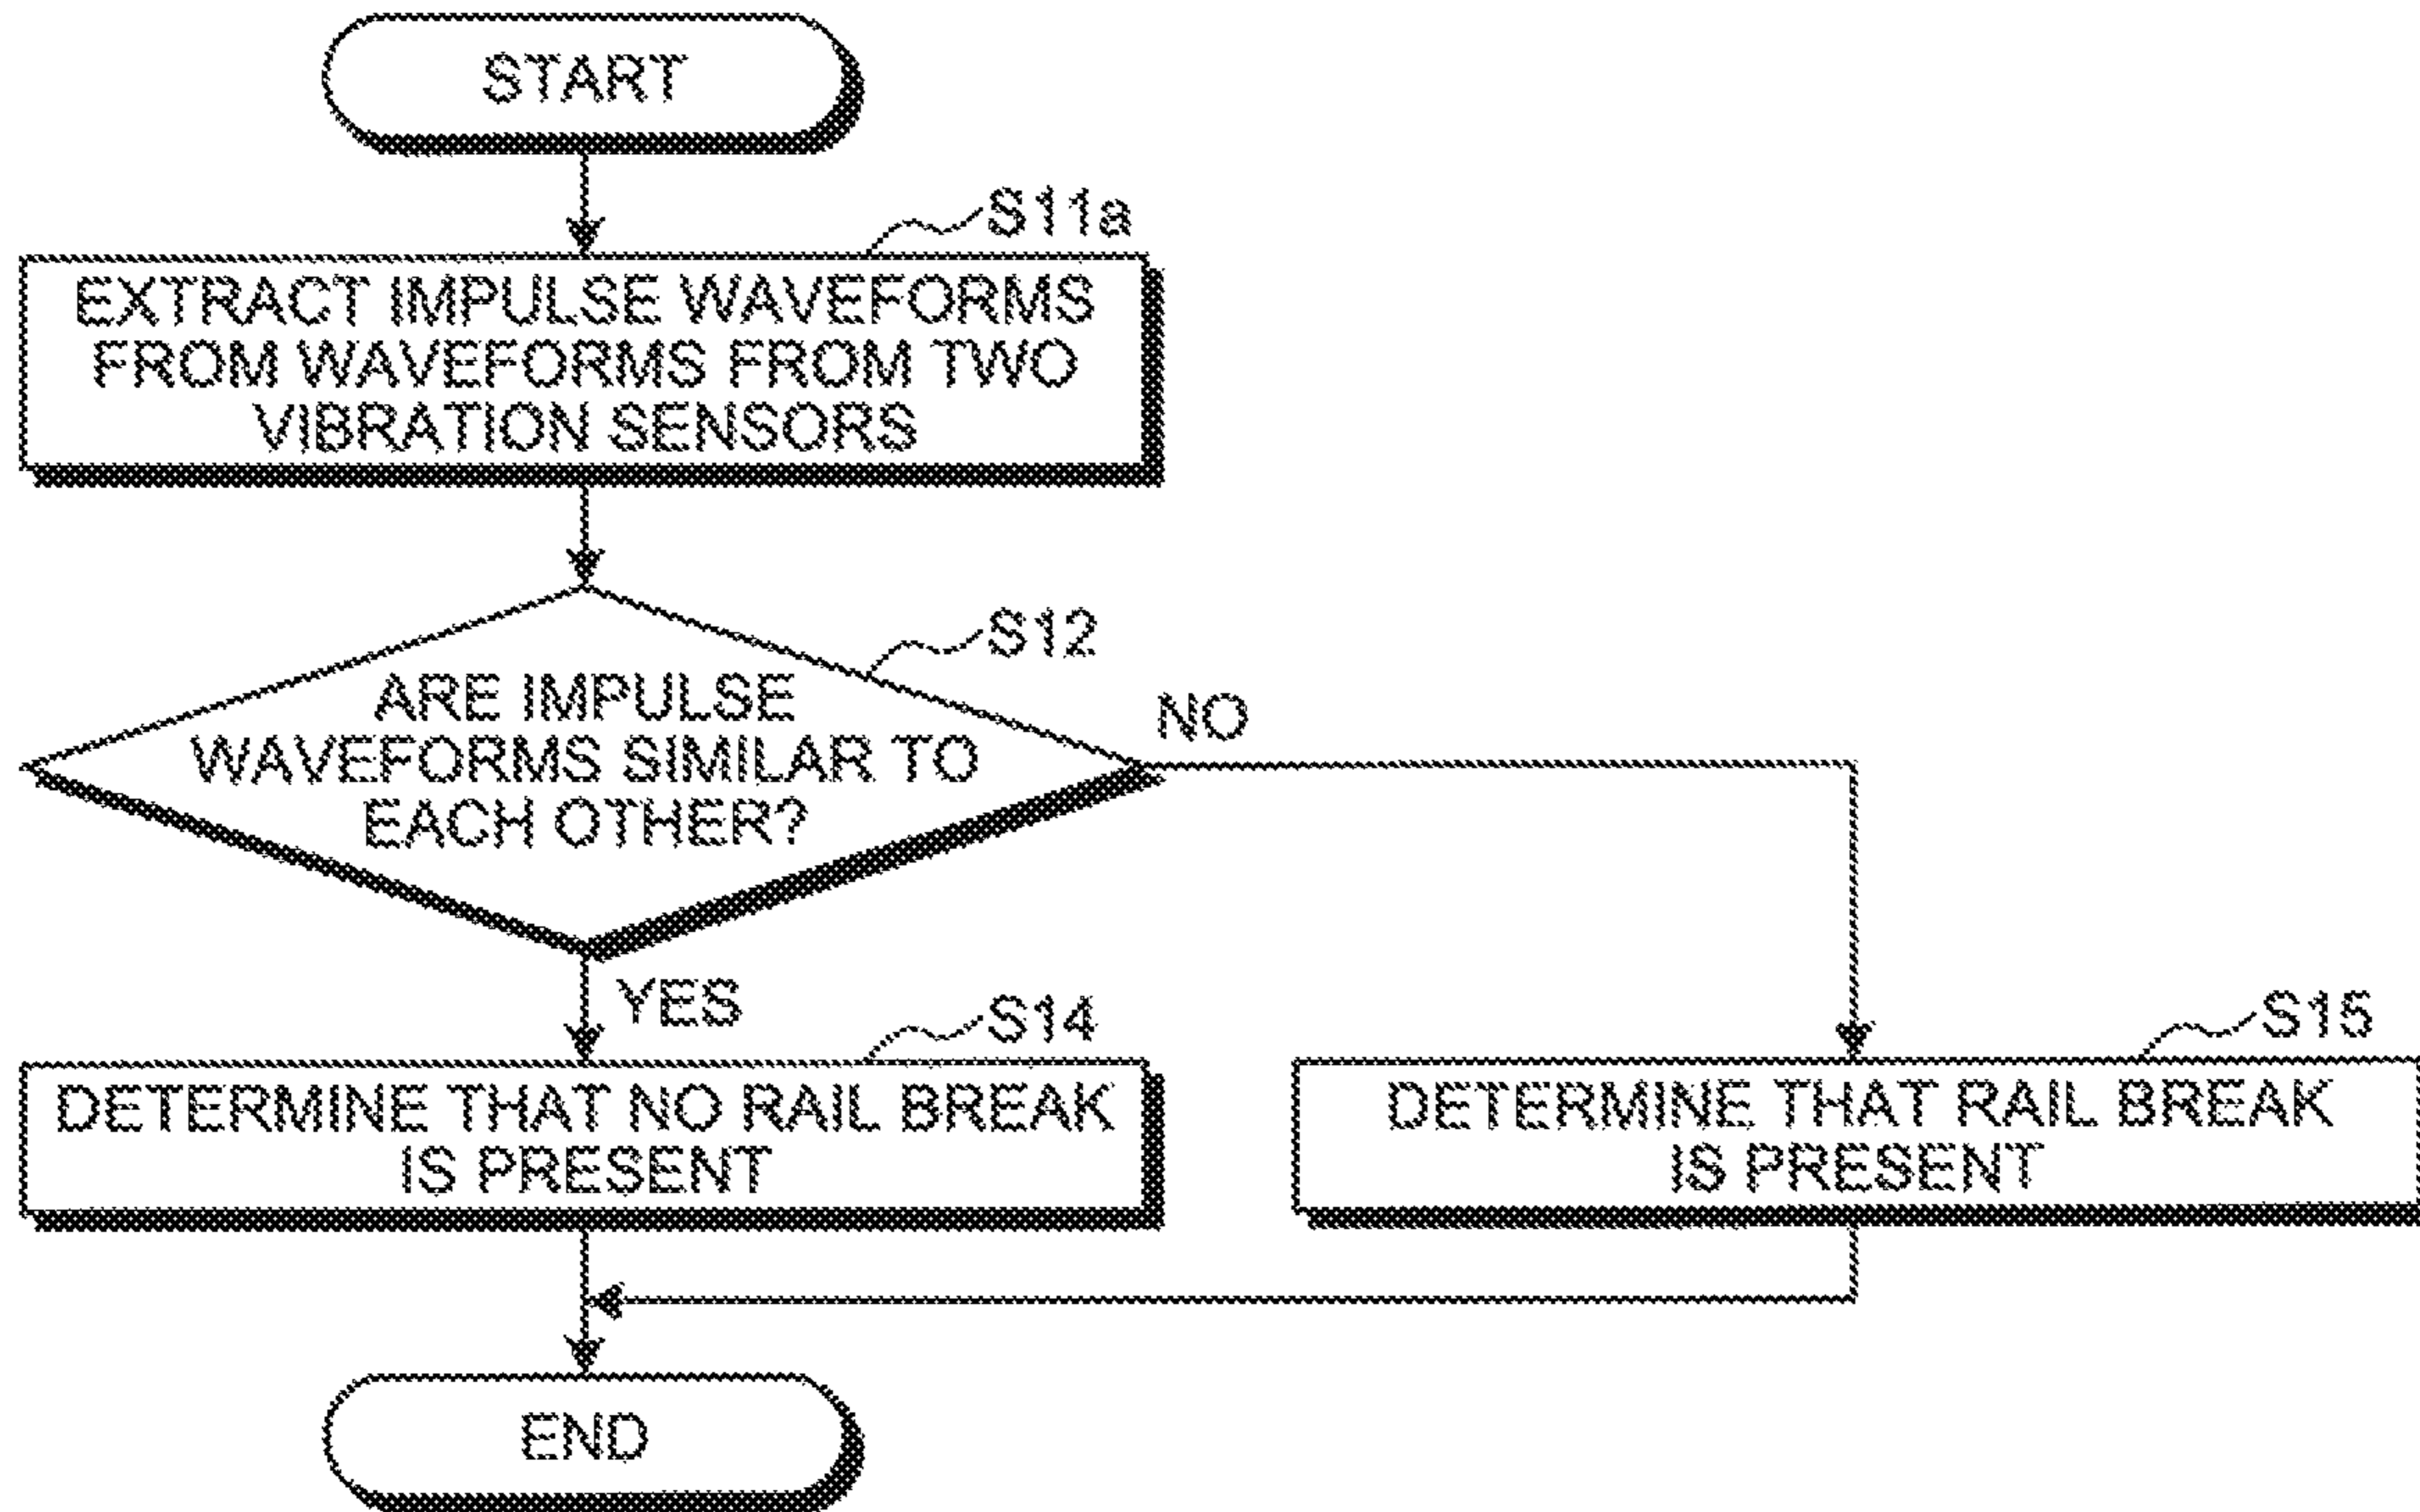 START
S11a
EXTRACT IMPULSE WAVEFORMS
FROM WAVEFORMS FROM TWO
VIBRATION SENSORS
S12
ARE IMPULSE
WAVEFORMS SIMILAR TO
EACH OTHER?
NO
YES
S14
DETERMINE THAT NO RAIL BREAK
IS PRESENT
S15
DETERMINE THAT RAIL BREAK
IS PRESENT
END